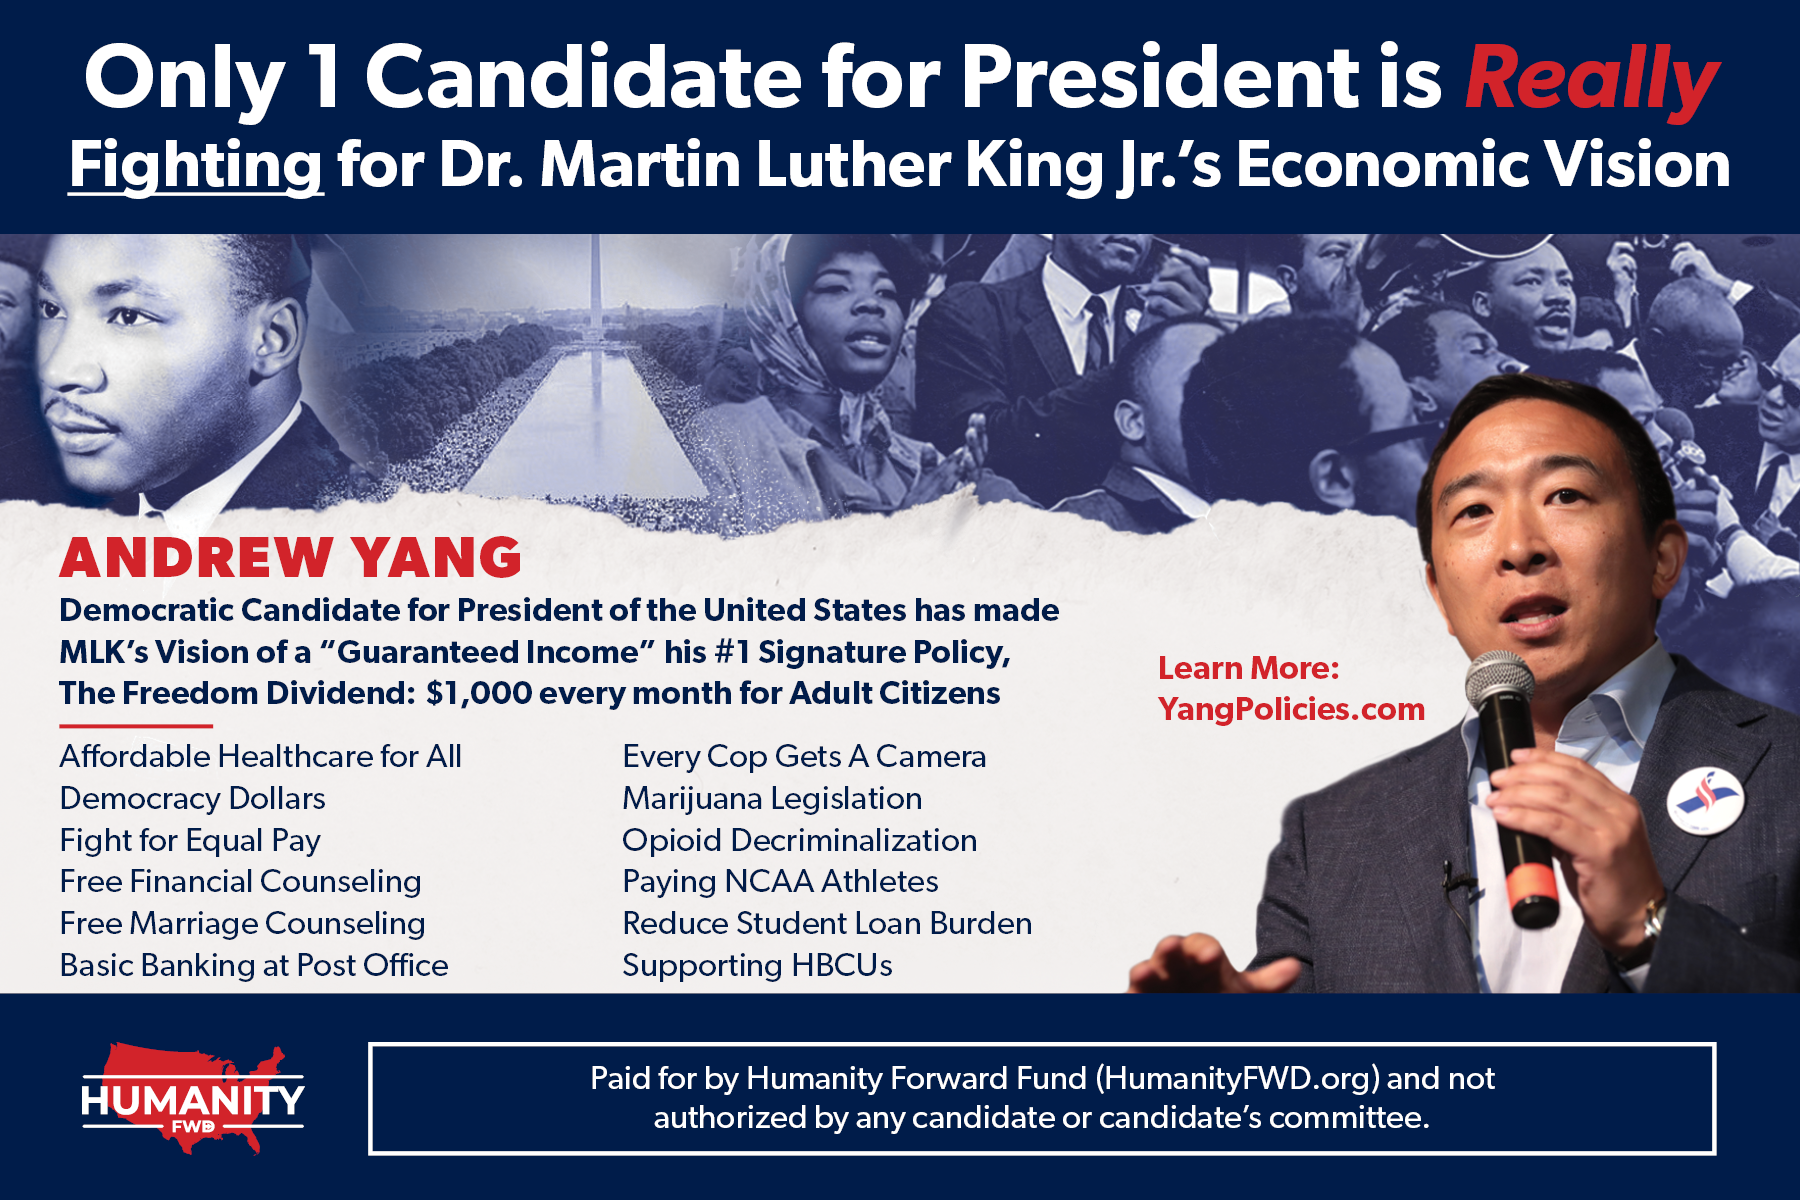 Only 1 Candidate for President is Really
Fighting for Dr. Martin Luther King Jr.'s Economic Vision
ANDREW YANG
Democratic Candidate for President of the United States has made
MLK's Vision of a “Guaranteed Income” his #1 Signature Policy,
The Freedom Dividend: $1,000 every month for Adult Citizens
Learn More:
YangPolicies.com
Affordable Healthcare for All
Democracy Dollars
Fight for Equal Pay
Free Financial Counseling
Free Marriage Counseling
Basic Banking at Post Office
Every Cop Gets A Camera
Marijuana Legislation
Opioid Decriminalization
Paying NCAA Athletes
Reduce Student Loan Burden
Supporting HBCUs
HUMANITY
FWD
Paid for by Humanity Forward Fund (HumanityFWD.org) and not
authorized by any candidate or candidate's committee.